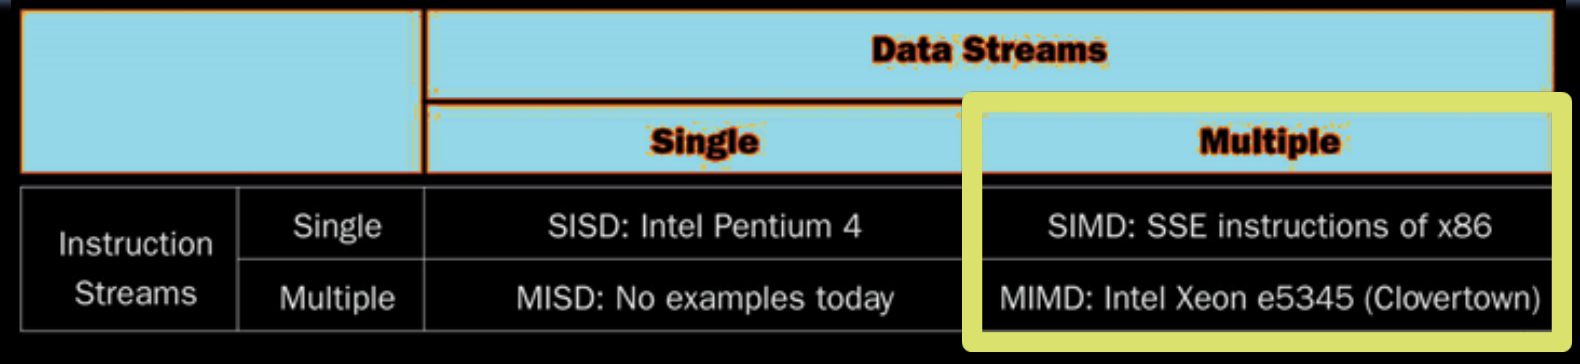 Data Streams
Single
Multiple
Instruction
Streams
Single
SISD: Intel Pentium 4
SIMD: SSE instructions of x86
Multiple
MISD: No examples today
MIMD: Intel Xeon e5345 (Clovertown)